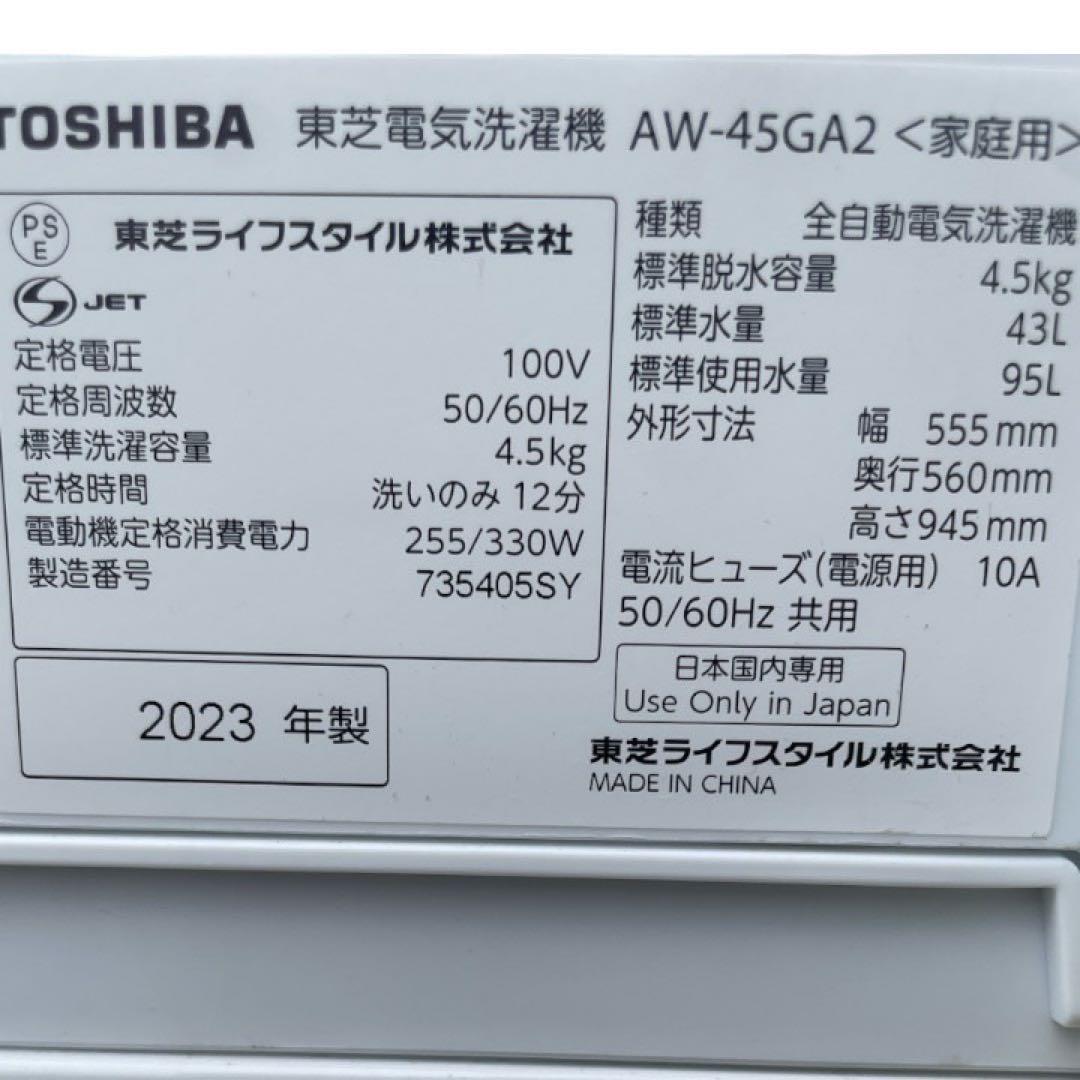 TOSHIBA 東芝電気洗濯機 AW-45GA2 <家庭用>
PS
E
東芝ライフスタイル株式会社
S JET
定格電圧 100V
定格周波数 50/60Hz
標準洗濯容量 4.5kg
定格時間 洗いのみ 12分
電動機定格消費電力 255/330W
製造番号 735405SY
2023 年製
種類 全自動電気洗濯機
標準脱水容量 4.5kg
標準水量 43L
標準使用水量 95L
外形寸法 幅 555mm
奥行560mm
高さ945mm
電流ヒューズ(電源用) 10A
50/60Hz 共用
日本国内専用
Use Only in Japan
東芝ライフスタイル株式会社
MADE IN CHINA